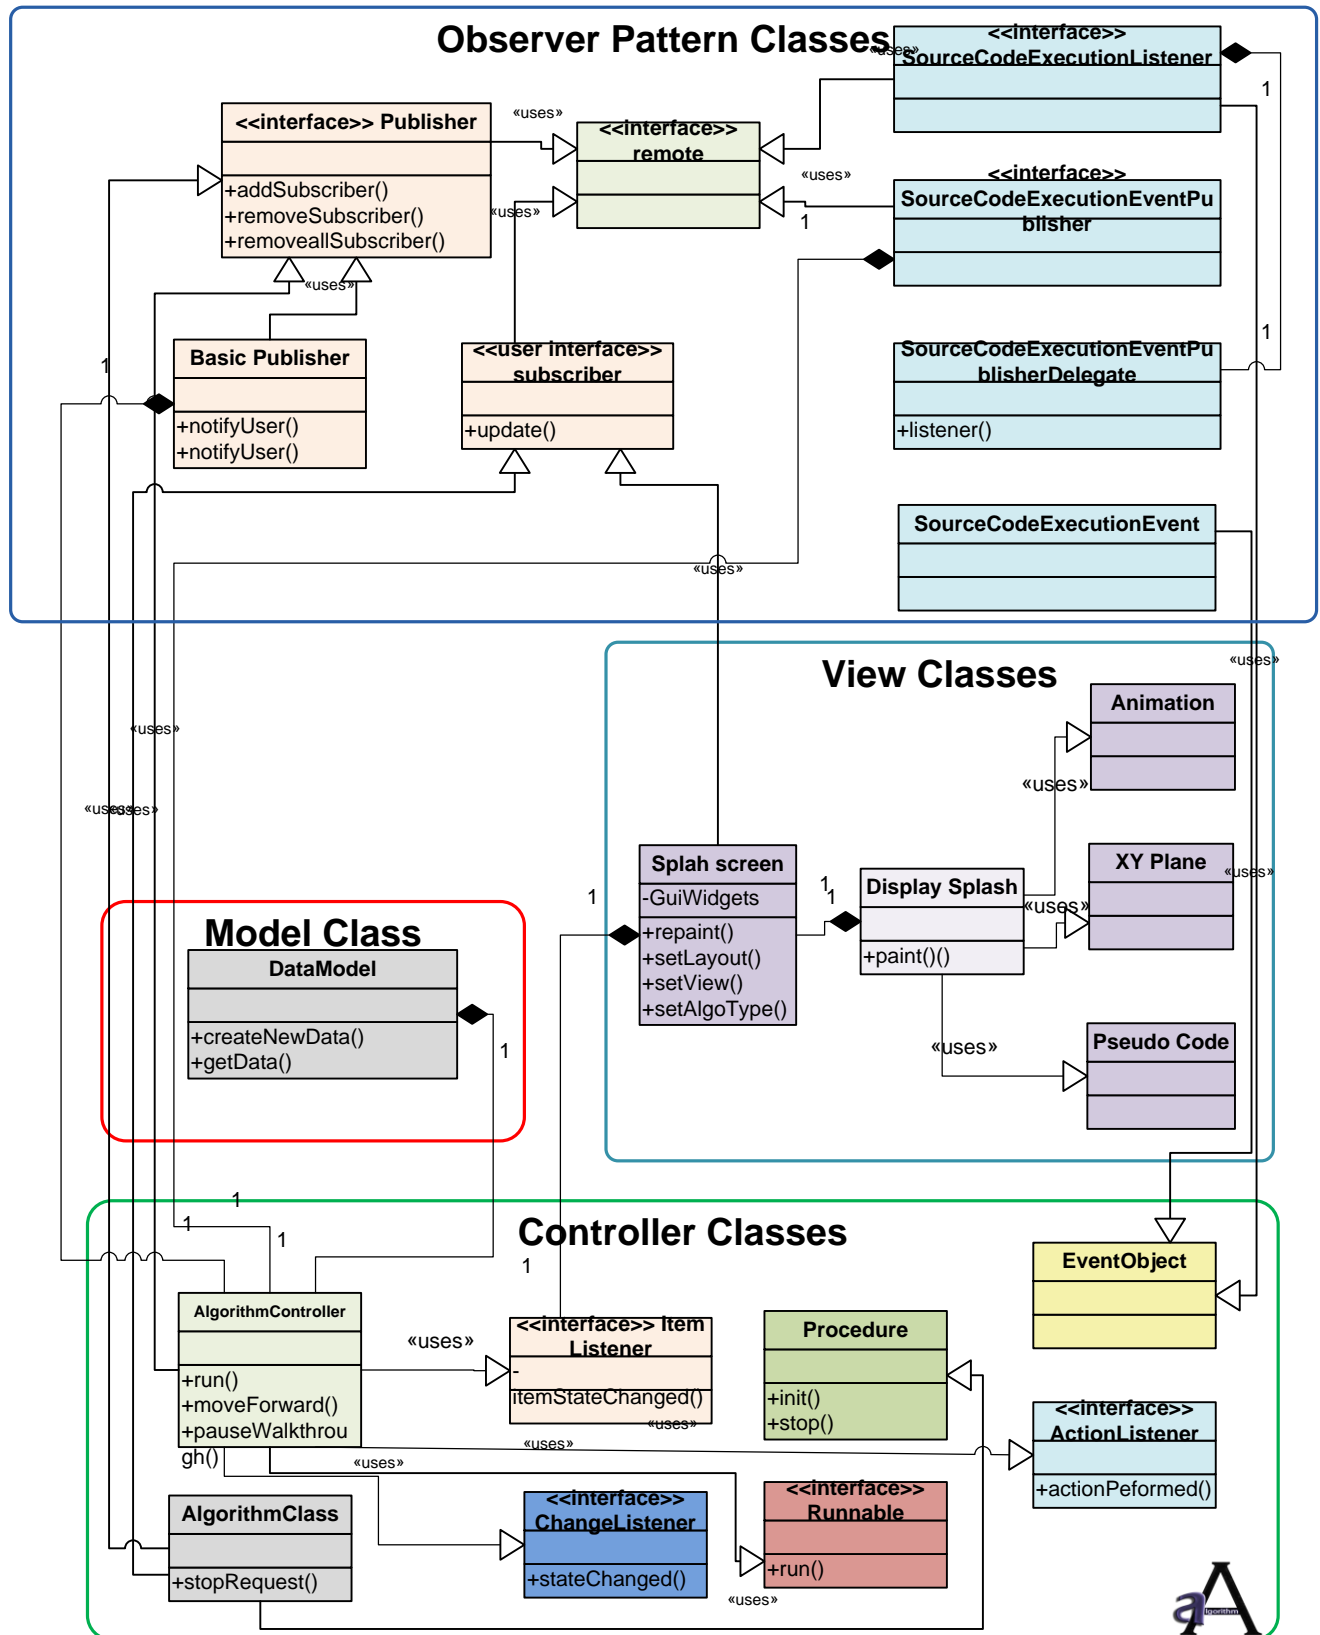 Observer Pattern Classes
<<interface>>
SourceCodeExecutionListener
«uses»
1
<<interface>> Publisher
+addSubscriber()
+removeSubscriber()
+removeallSubscriber()
«uses»
<<interface>>
remote
«uses»
«uses»
1
<<interface>>
SourceCodeExecutionEventPu
blisher
«uses»
1
Basic Publisher
+notifyUser()
+notifyUser()
<<user interface>>
subscriber
+update()
1
SourceCodeExecutionEventPu
blisherDelegate
+listener()
SourceCodeExecutionEvent
«uses»
«uses»
View Classes
Animation
«uses»
«uses»
«uses»
«uses»
XY Plane
«uses»
Splah screen
-GuiWidgets
+repaint()
+setLayout()
+setView()
+setAlgoType()
1
1
1
Display Splash
+paint()()
«uses»
«uses»
Pseudo Code
Model Class
DataModel
+createNewData()
+getData()
1
Controller Classes
1
1
1
1
EventObject
AlgorithmController
+run()
+moveForward()
+pauseWalkthrou
gh()
«uses»
<<interface>> Item
Listener
-
itemStateChanged()
«uses»
«uses»
«uses»
Procedure
+init()
+stop()
<<interface>>
ActionListener
+actionPeformed()
AlgorithmClass
+stopRequest()
<<interface>>
ChangeListener
+stateChanged()
<<interface>>
Runnable
+run()
«uses»
aA
lgorithm